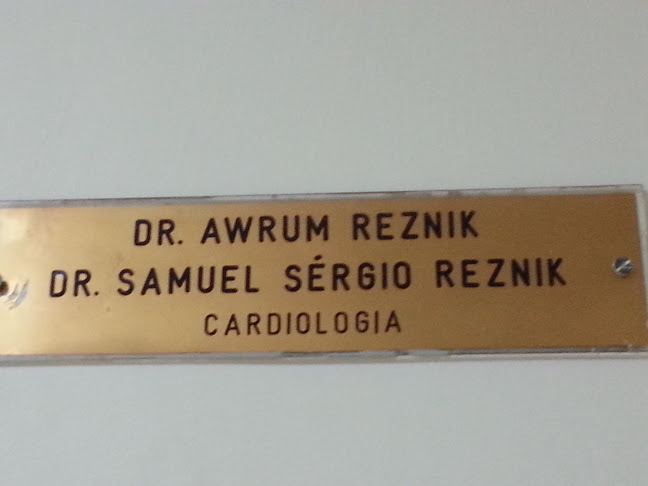 DR. AWRUM REZNIK
DR. SAMUEL SÉRGIO REZNIK
CARDIOLOGIA